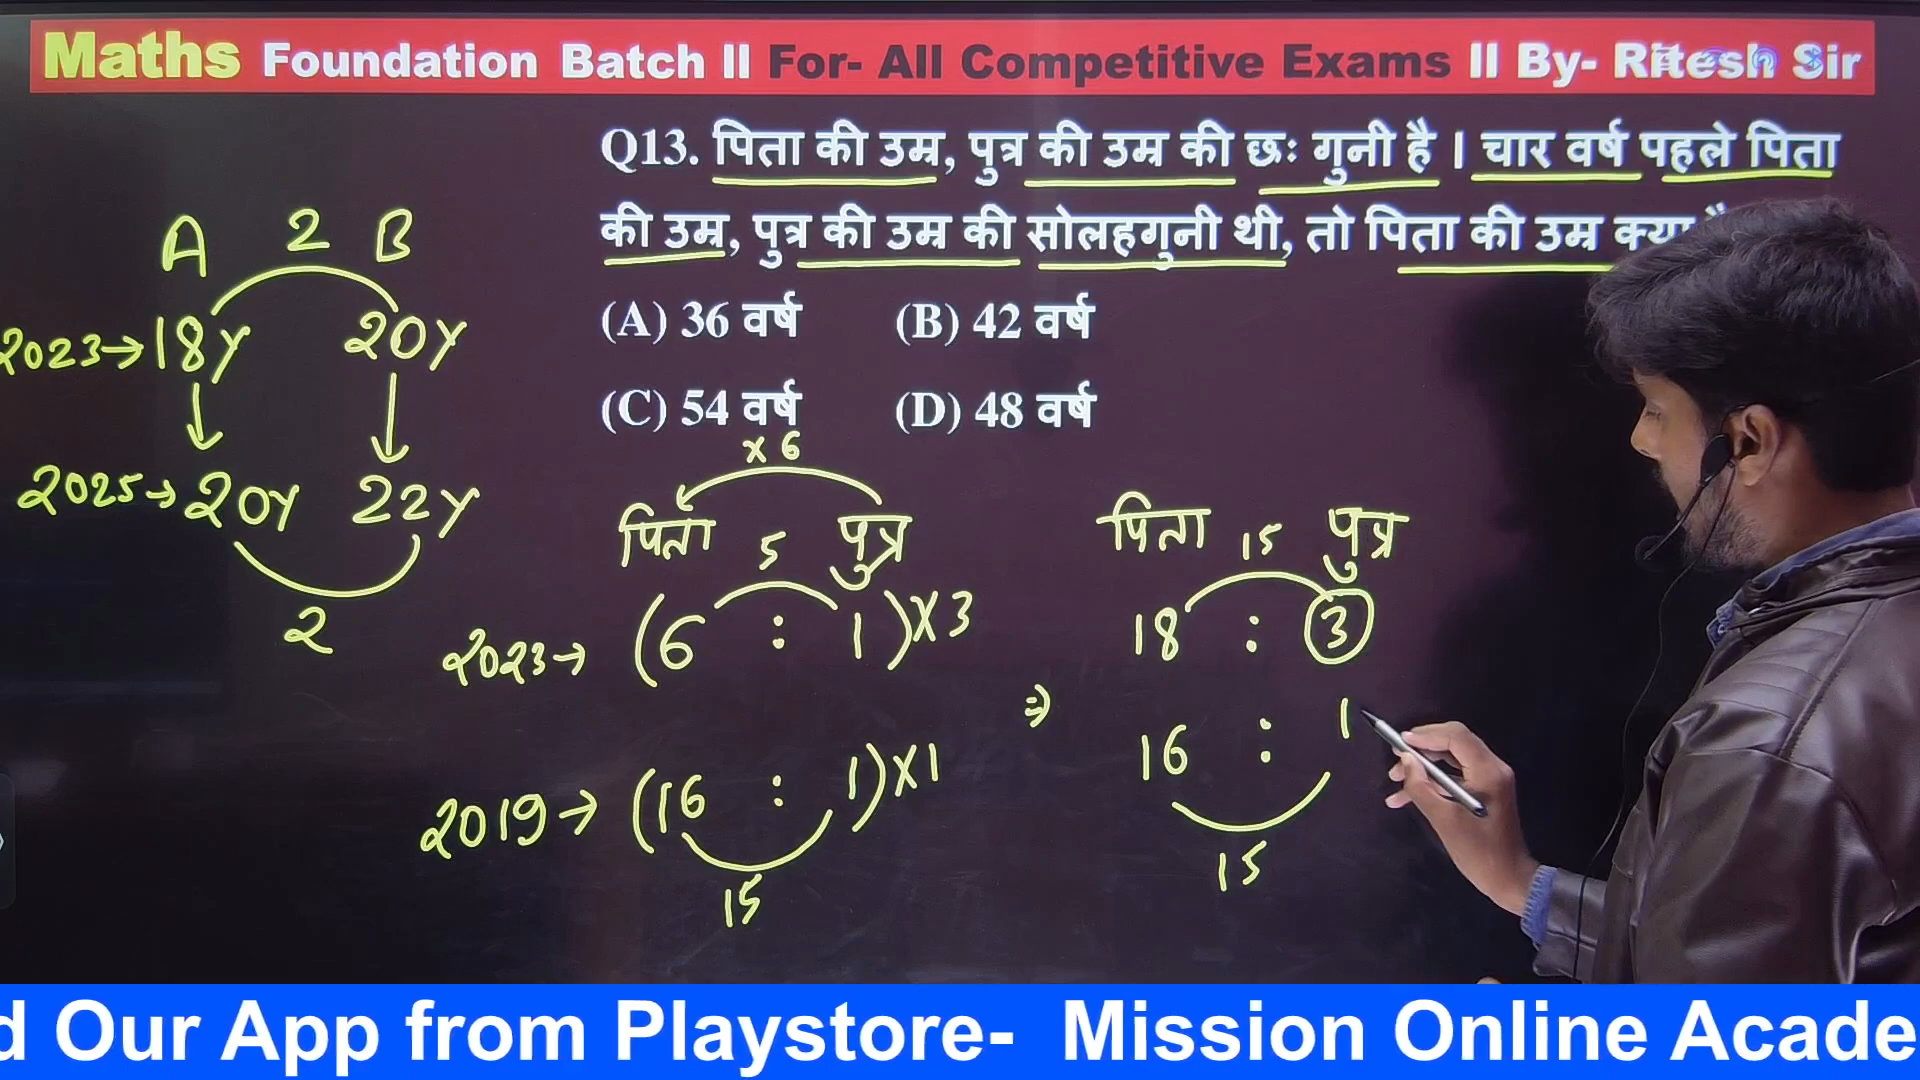 Maths Foundation Batch II For- All Competitive Exams II By- Ritesh Sir
Q13. पिता की उम्र, पुत्र की उम्र की छः गुनी है । चार वर्ष पहले पिता
की उम्र, पुत्र की उम्र की सोलहगुनी थी, तो पिता की उम्र क्या
(A) 36 वर्ष (B) 42 वर्ष
(C) 54 वर्ष (D) 48 वर्ष
A 2 B
2023→ 18y 20y
2025→ 20y 22y
2
x 6
पिता 5 पुत्र
2023→ (6 : 1)x3
2019→ (16 : 1)x1
15
⇒
पिता 15 पुत्र
18 : 3
16 : 1
15
d Our App from Playstore- Mission Online Acade